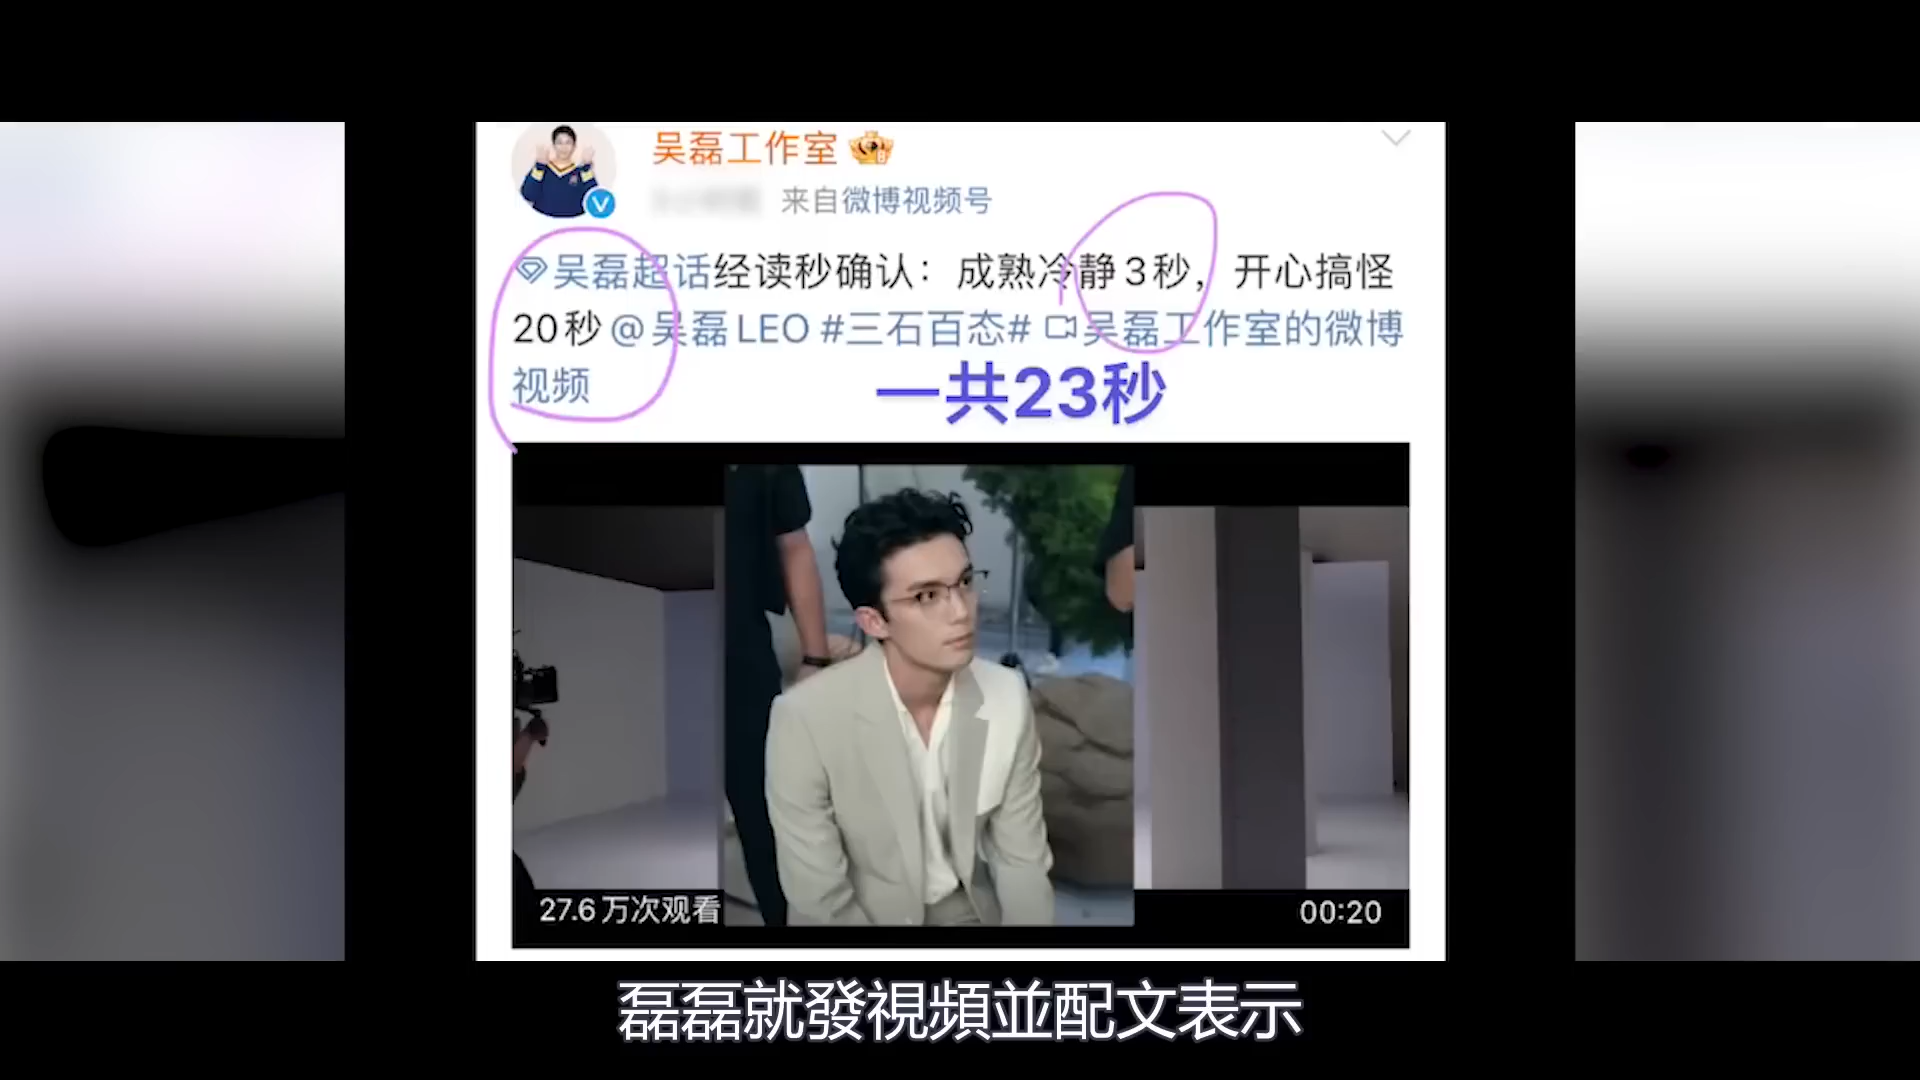 吴磊工作室
来自微博视频号
吴磊超话经读秒确认：成熟冷静3秒，开心搞怪
20秒@吴磊LEO #三石百态# 吴磊工作室的微博
视频
一共23秒
27.6万次观看
00:20
磊磊就發視頻並配文表示